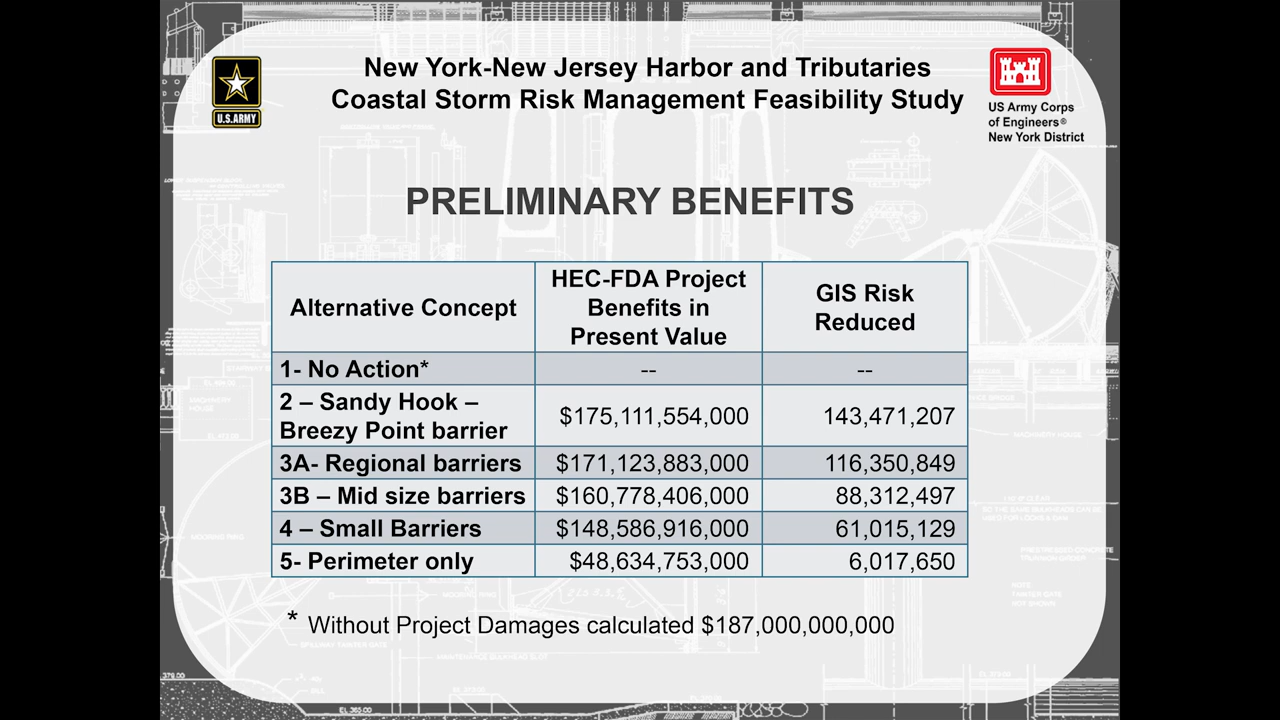 New York-New Jersey Harbor and Tributaries
Coastal Storm Risk Management Feasibility Study
U.S.ARMY
US Army Corps
of Engineers®
New York District
PRELIMINARY BENEFITS
Alternative Concept
HEC-FDA Project
Benefits in
Present Value
GIS Risk
Reduced
1- No Action* -- --
2 – Sandy Hook –
Breezy Point barrier $175,111,554,000 143,471,207
3A- Regional barriers $171,123,883,000 116,350,849
3B – Mid size barriers $160,778,406,000 88,312,497
4 – Small Barriers $148,586,916,000 61,015,129
5- Perimeter only $48,634,753,000 6,017,650
* Without Project Damages calculated $187,000,000,000
MACHINERY HOUSE
EL 365.00